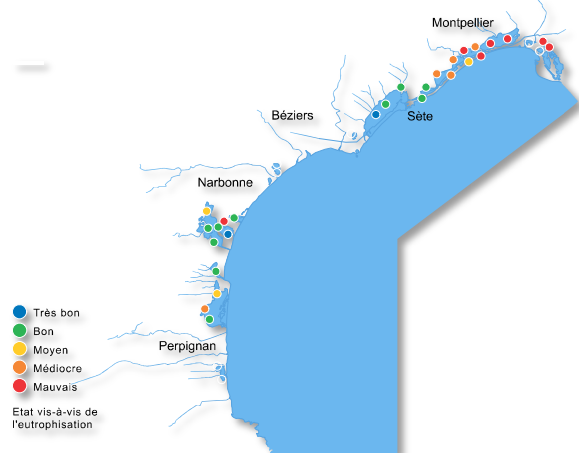 Montpellier
Béziers
Sète
Narbonne
Très bon
Bon
Moyen
Perpignan
Médiocre
Mauvais
Etat vis-à-vis de
l'eutrophisation